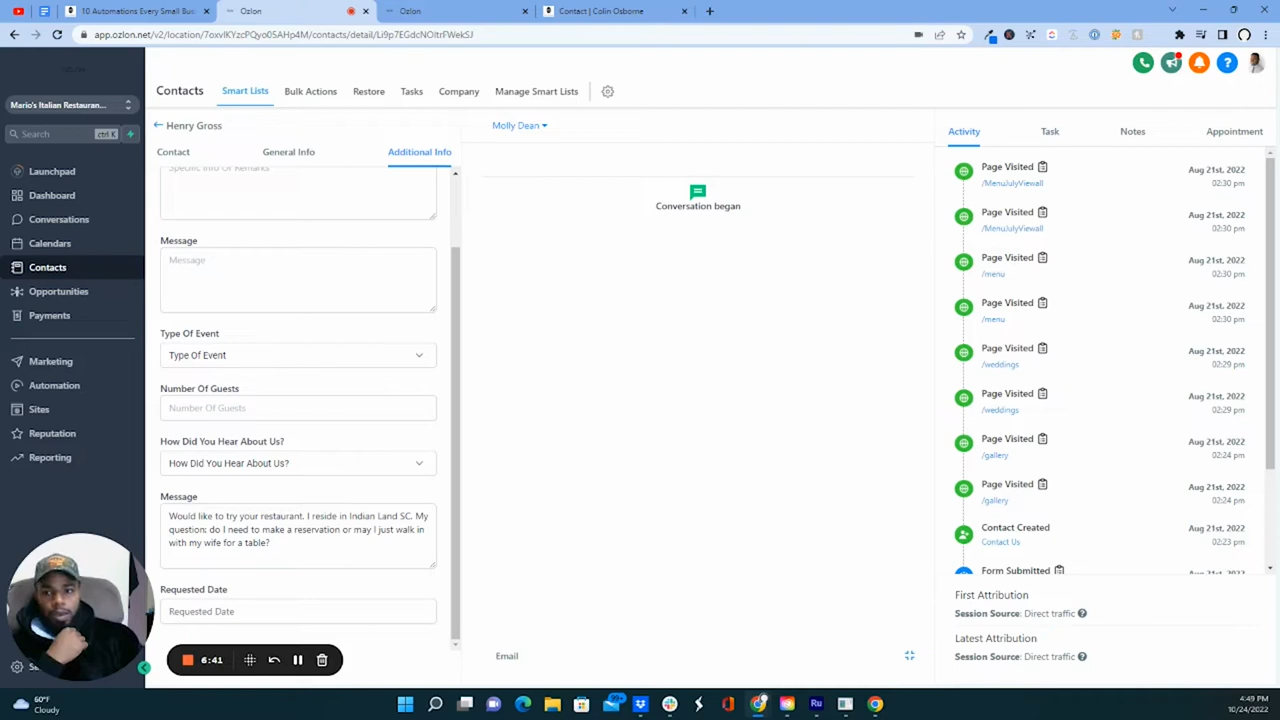 10 Automations Every Small Bus
Ozlon
Ozlon
Contact | Colin Osborne
app.ozlon.net/v2/location/7oxvIKYzcPQyo05AHp4M/contacts/detail/Li9p7EGdcNOItrFWekSJ
Contacts
Smart Lists
Bulk Actions
Restore
Tasks
Company
Manage Smart Lists
Mario's Italian Restauran...
Search
ctrl K
Launchpad
Dashboard
Conversations
Calendars
Contacts
Opportunities
Payments
Marketing
Automation
Sites
Reputation
Reporting
Henry Gross
Contact
General Info
Additional Info
Specific Info Or Remarks
Message
Message
Type Of Event
Type Of Event
Number Of Guests
Number Of Guests
How Did You Hear About Us?
How Did You Hear About Us?
Message
Would like to try your restaurant, I reside in Indian Land SC. My
question; do I need to make a reservation or may I just walk in
with my wife for a table?
Requested Date
Requested Date
6:41
Molly Dean
Conversation began
Email
Activity
Task
Notes
Appointment
Page Visited
Aug 21st, 2022
/MenuJulyViewall
02:30 pm
Page Visited
Aug 21st, 2022
/MenuJulyViewall
02:30 pm
Page Visited
Aug 21st, 2022
/menu
02:30 pm
Page Visited
Aug 21st, 2022
/menu
02:30 pm
Page Visited
Aug 21st, 2022
/weddings
02:29 pm
Page Visited
Aug 21st, 2022
/weddings
02:29 pm
Page Visited
Aug 21st, 2022
/gallery
02:24 pm
Page Visited
Aug 21st, 2022
/gallery
02:24 pm
Contact Created
Aug 21st, 2022
Contact Us
02:23 pm
Form Submitted
Aug 21st, 2022
First Attribution
Session Source: Direct traffic
Latest Attribution
Session Source: Direct traffic
60°F
Cloudy
99+
4:49 PM
10/24/2022